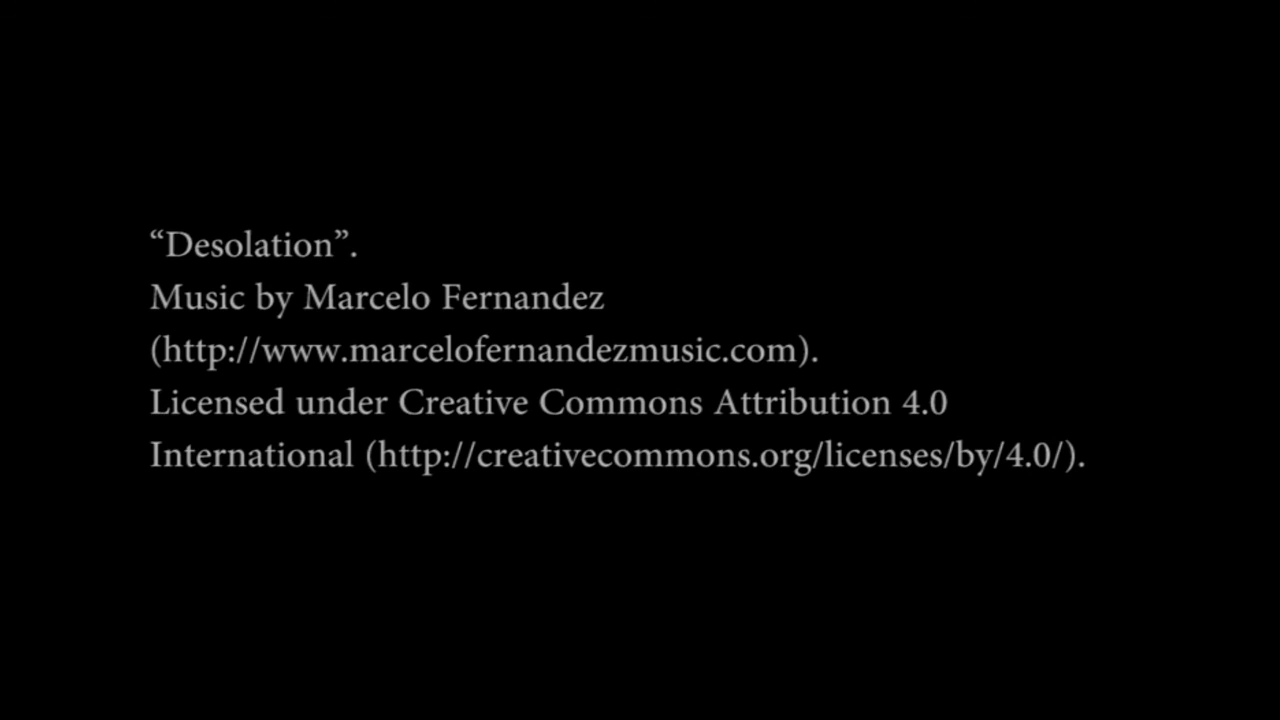 “Desolation”.
Music by Marcelo Fernandez
(http://www.marcelofernandezmusic.com).
Licensed under Creative Commons Attribution 4.0
International (http://creativecommons.org/licenses/by/4.0/).